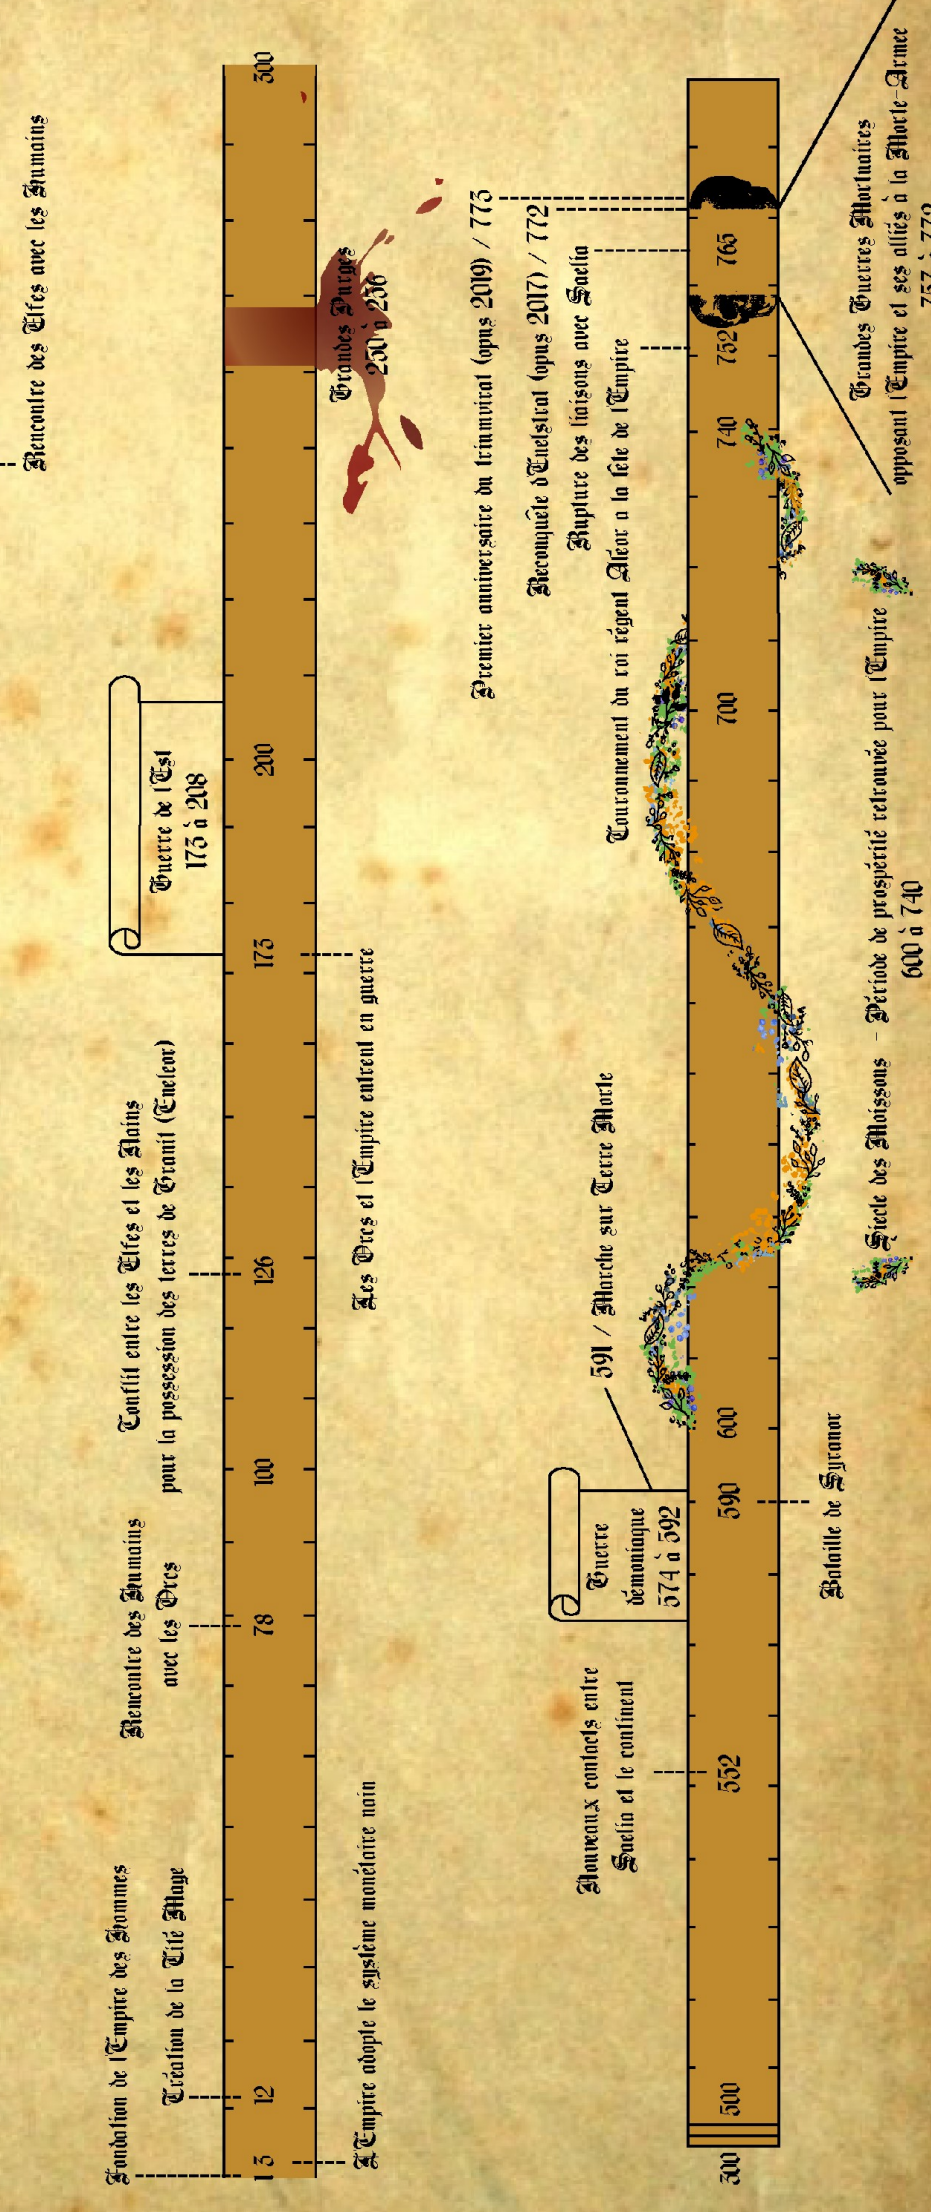 Rencontre des Elfes avec les Humains
Fondation de l'Empire des Hommes
Création de la Cité Mage
Rencontre des Humains
avec les Orcs
Conflit entre les Elfes et les Nains
pour la possession des terres de Granit (Eneleor)
Guerre de l'Est
173 à 208
1 3 12 78 100 126 173 200 300
L'Empire adopte le système monétaire nain
Les Orcs et l'Empire entrent en guerre
Grandes Purges
250 à 256
Premier anniversaire du triumvirat (opus 2019) / 773
Reconquête d'Enelstrat (opus 2017) / 772
Rupture des liaisons avec Saelia
Couronnement du roi régent Aleor a la tête de l'Empire
Nouveaux contacts entre
Saelia et le continent
Guerre
démoniaque
574 à 592
591 / Marche sur Terre Morte
300 500 552 590 600 700 740 752 765
Bataille de Syranor
Siecle des Moissons - Période de prospérité retrouvée pour l'Empire
600 à 740
Grandes Guerres Mortuaires
opposant l'Empire et ses alliés à la Morte-Armee